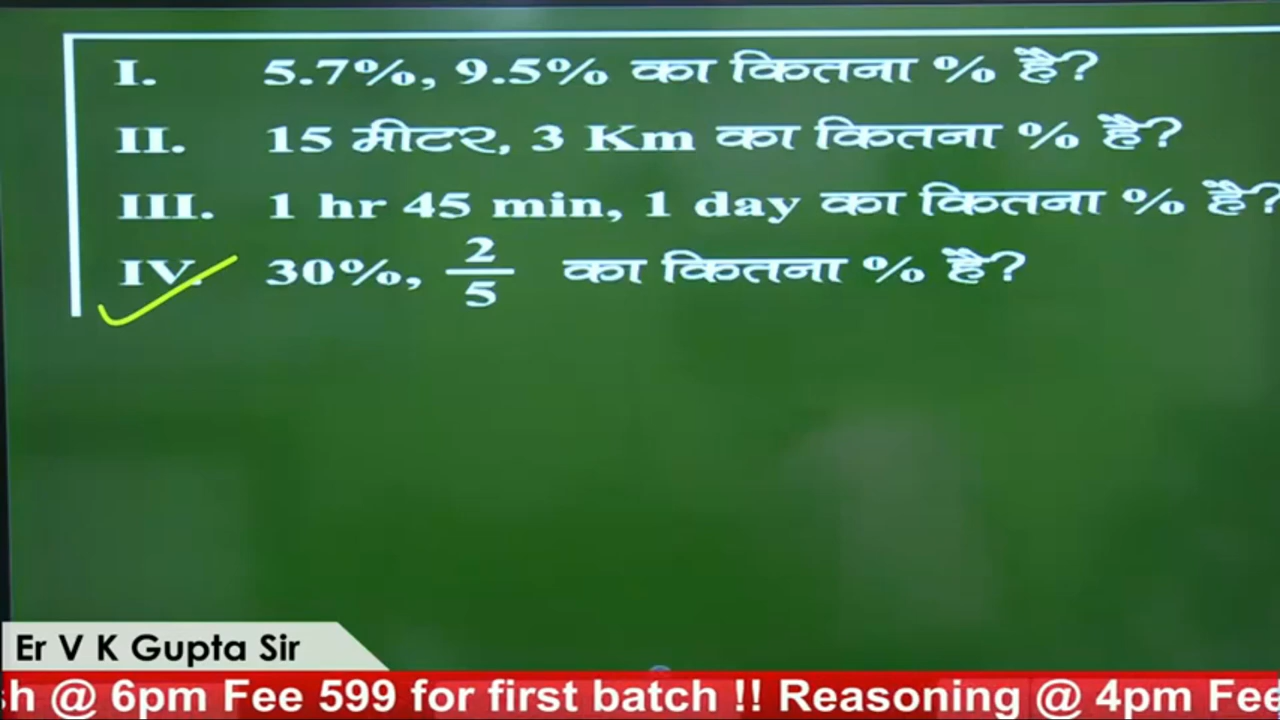 I. 5.7%, 9.5% का कितना % है?
II. 15 मीटर, 3 Km का कितना % है?
III. 1 hr 45 min, 1 day का कितना % है?
IV. 30%, 2/5 का कितना % है?
Er V K Gupta Sir
h @ 6pm Fee 599 for first batch !! Reasoning @ 4pm Fee